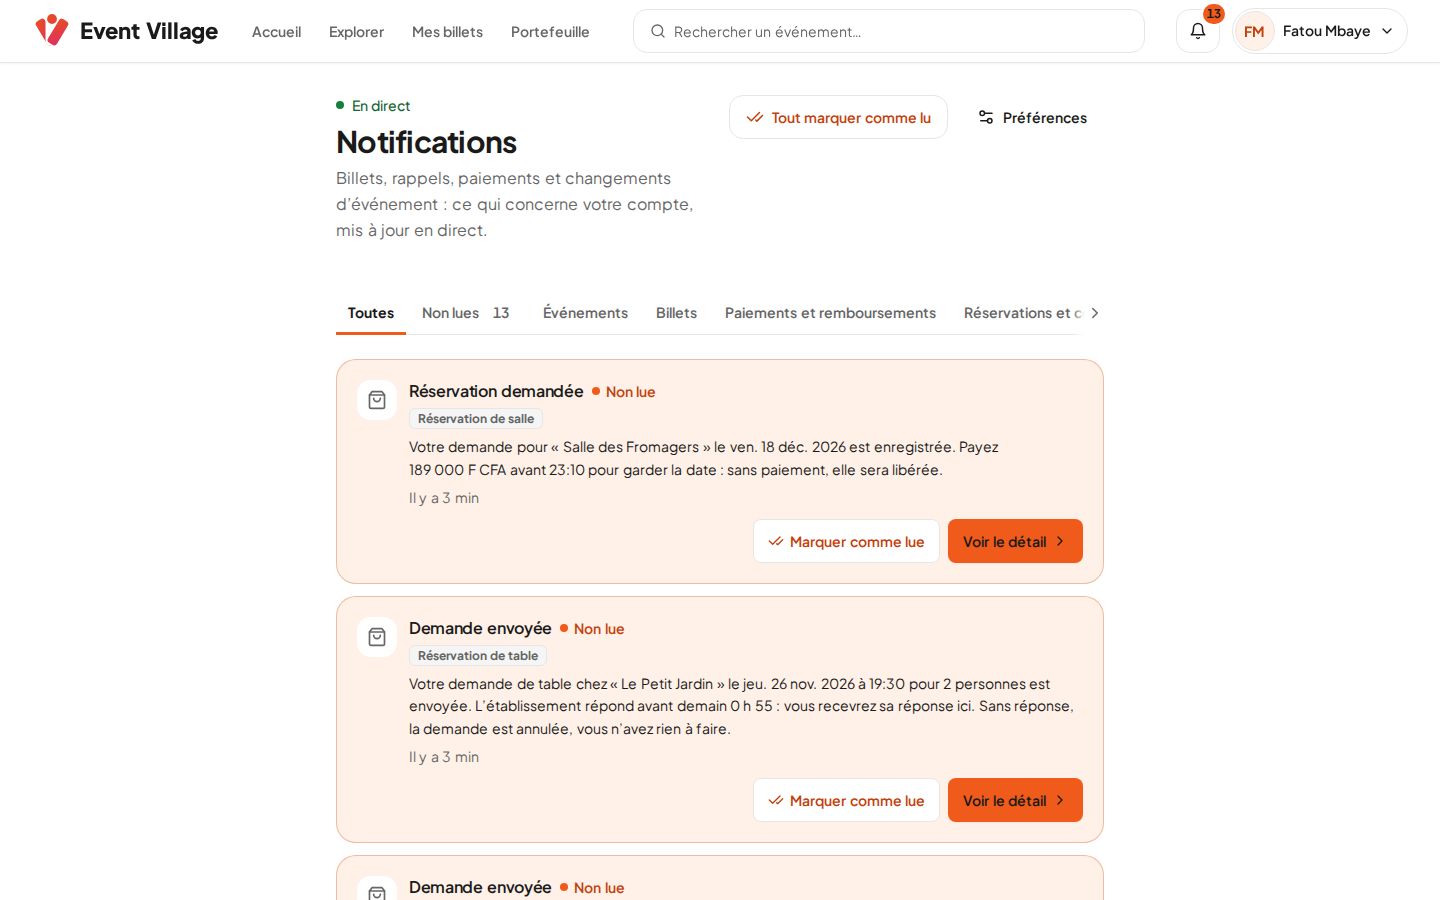 Event Village
Accueil
Explorer
Mes billets
Portefeuille
Rechercher un événement...
13
FM
Fatou Mbaye
En direct
Notifications
Billets, rappels, paiements et changements
d'événement : ce qui concerne votre compte,
mis à jour en direct.
Tout marquer comme lu
Préférences
Toutes
Non lues 13
Événements
Billets
Paiements et remboursements
Réservations et c
Réservation demandée
Non lue
Réservation de salle
Votre demande pour « Salle des Fromagers » le ven. 18 déc. 2026 est enregistrée. Payez
189 000 F CFA avant 23:10 pour garder la date : sans paiement, elle sera libérée.
Il y a 3 min
Marquer comme lue
Voir le détail
Demande envoyée
Non lue
Réservation de table
Votre demande de table chez « Le Petit Jardin » le jeu. 26 nov. 2026 à 19:30 pour 2 personnes est
envoyée. L'établissement répond avant demain 0 h 55 : vous recevrez sa réponse ici. Sans réponse,
la demande est annulée, vous n'avez rien à faire.
Il y a 3 min
Marquer comme lue
Voir le détail
Demande envoyée
Non lue